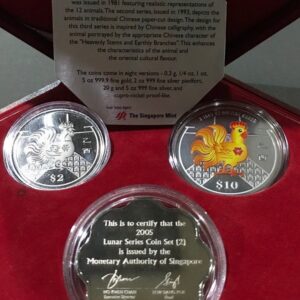 was issued in 1981 featuring realistic representations of
the 12 animals. The second series, issued in 1993, depicts the
animals in traditional Chinese paper-cut design. The design for
this third series is inspired by Chinese calligraphy, with the
animal portrayed by the appropriate Chinese character of
the "Heavenly Stems and Earthly Branches". This enhances
characteristics of the animal and
the oriental cultural flavour.
The coins come in eight versions - 0.3 g, 1/4 oz, 1 oz,
5 oz 999.9 fine gold, 2 oz 999 fine silver piedfort,
20 g and 5 oz 999 fine silver, and
cupro-nickel proof-like.
The Singapore Mint
$2
$10
This is to certify that the
2005
Lunar Series Coin Set (2)
is issued by the
Monetary Authority of Singapore